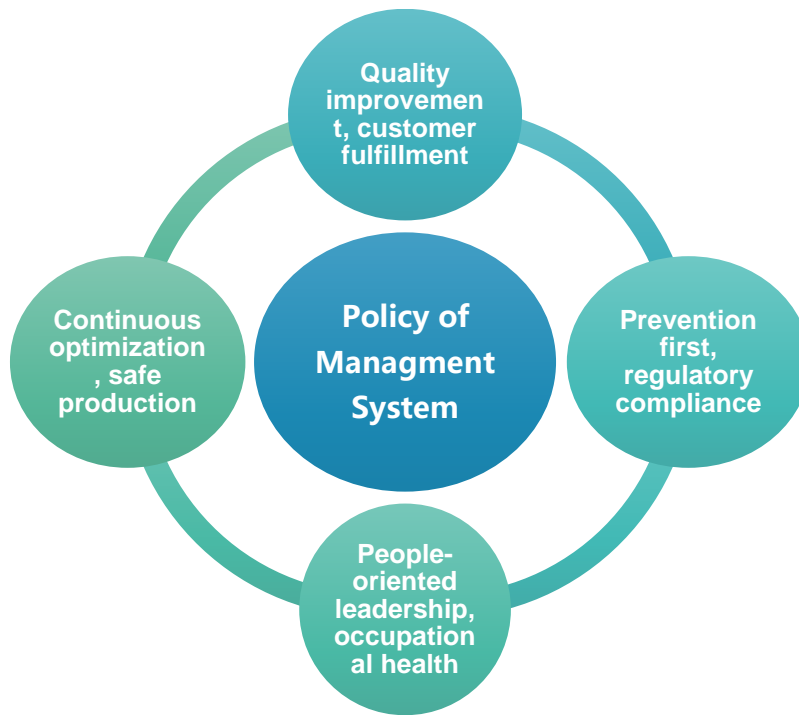 Quality
improvemen
t, customer
fulfillment
Continuous
optimization
, safe
production
Policy of
Managment
System
Prevention
first,
regulatory
compliance
People-
oriented
leadership,
occupation
al health